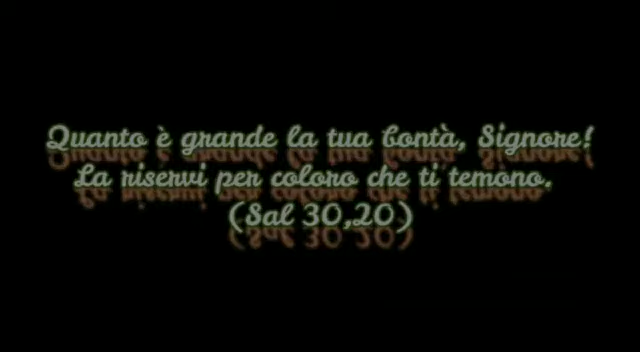 Quanto è grande la tua bontà, Signore!
La riservi per coloro che ti temono.
(Sal 30,20)